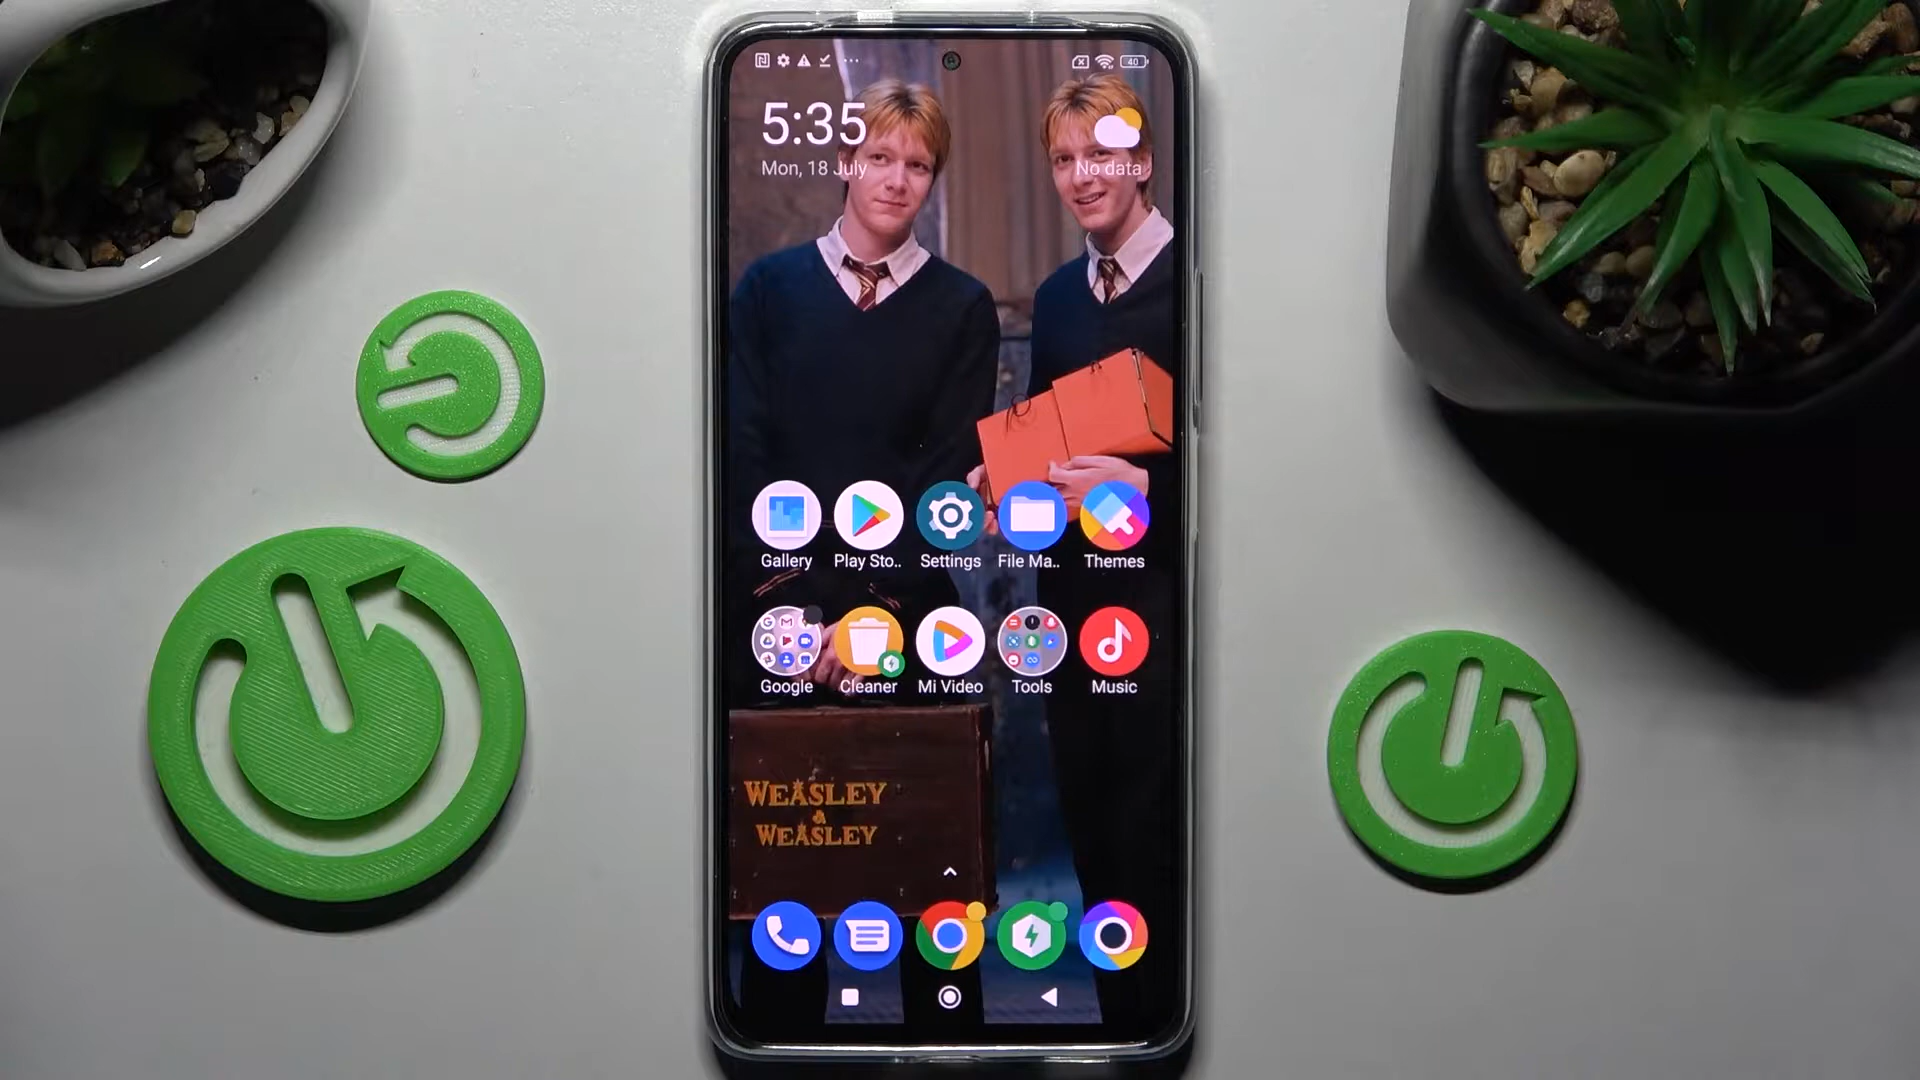 40
5:35
Mon, 18 July
No data
Gallery
Play Sto..
Settings
File Ma..
Themes
Google
Cleaner
Mi Video
Tools
Music
WEASLEY
&
WEASLEY